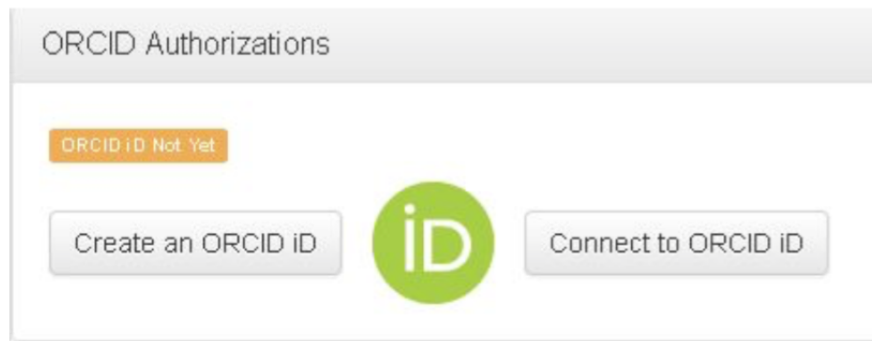 ORCID Authorizations
ORCID iD Not Yet
Create an ORCID iD
iD
Connect to ORCID iD